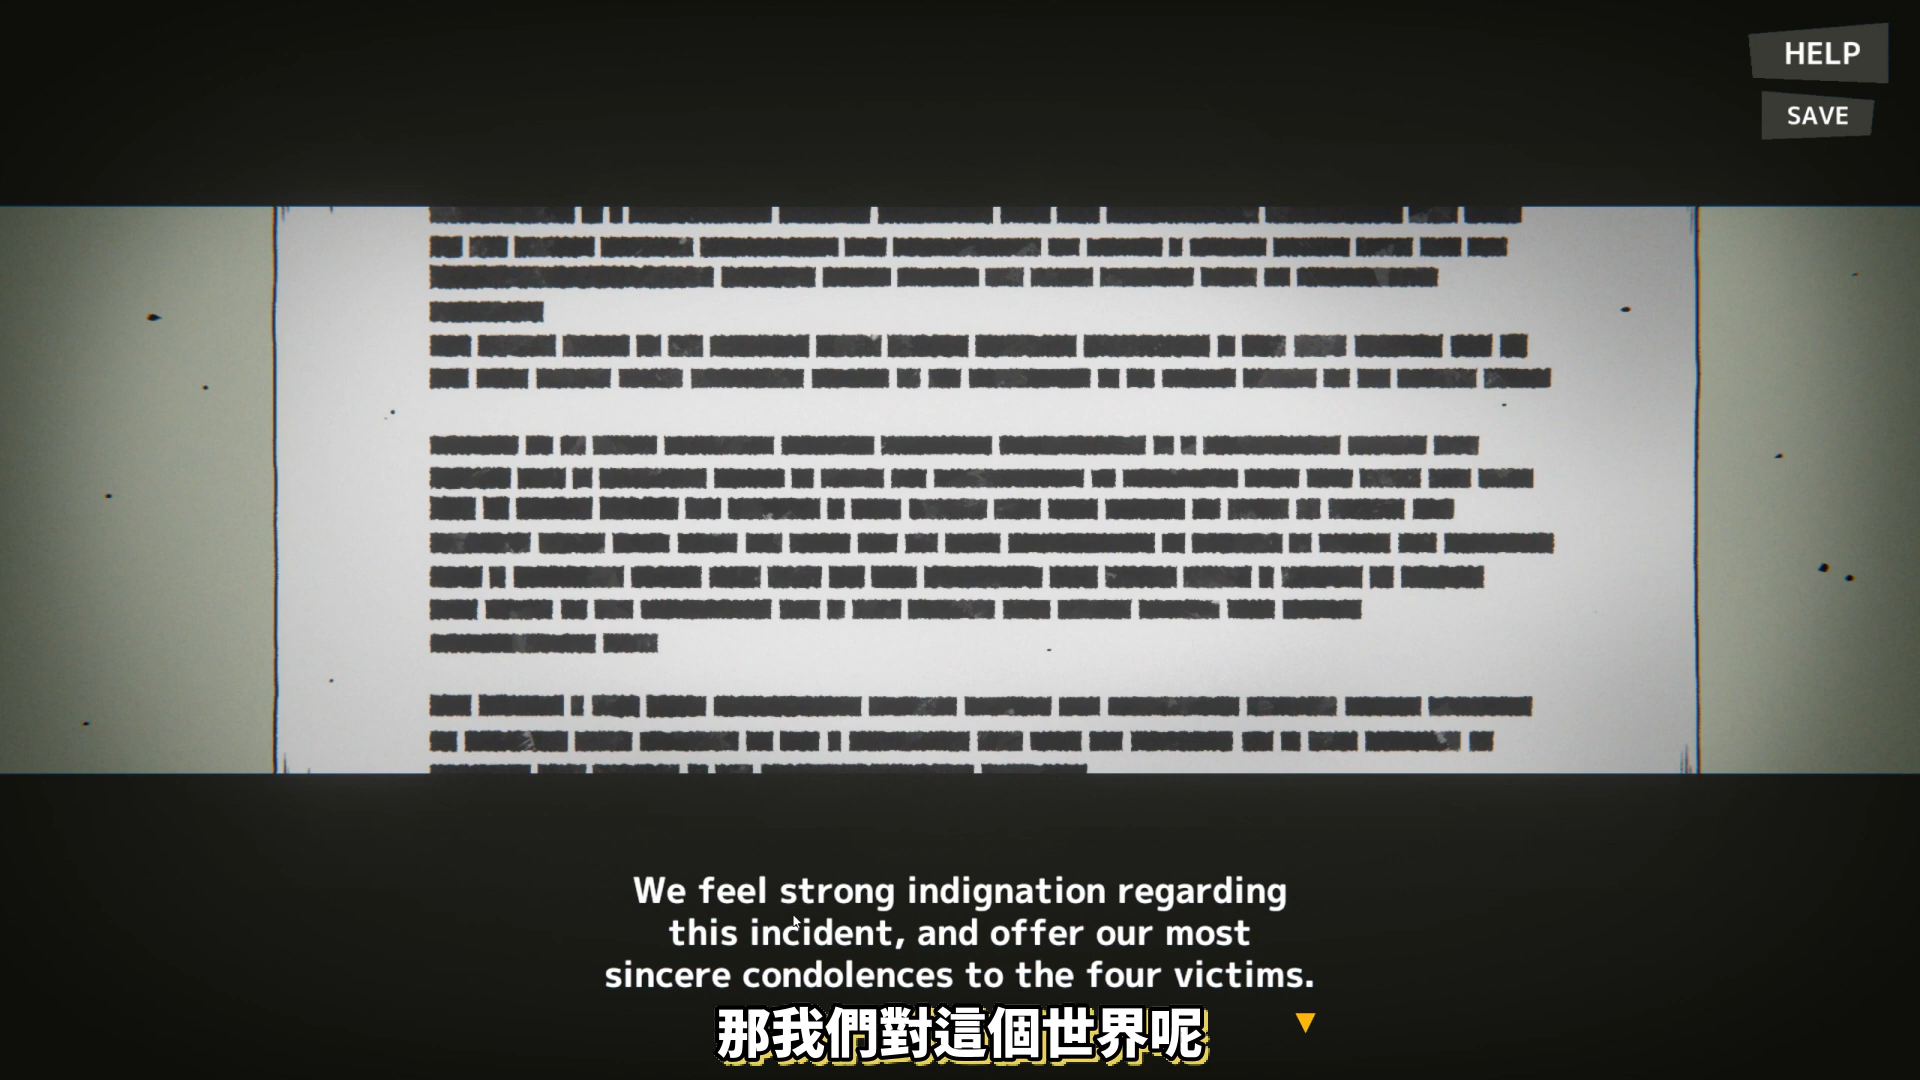 HELP
SAVE
We feel strong indignation regarding
this incident, and offer our most
sincere condolences to the four victims.
那我們對這個世界呢